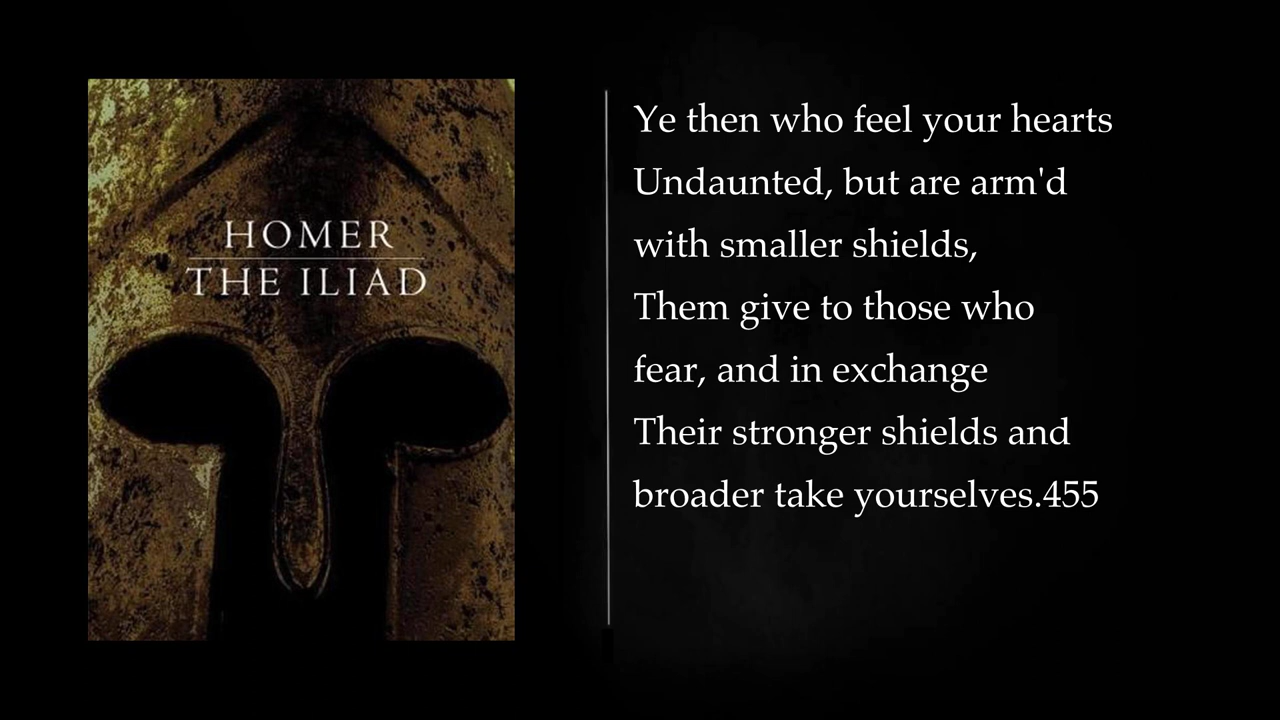 HOMER
THE ILIAD
Ye then who feel your hearts
Undaunted, but are arm'd
with smaller shields,
Them give to those who
fear, and in exchange
Their stronger shields and
broader take yourselves.455